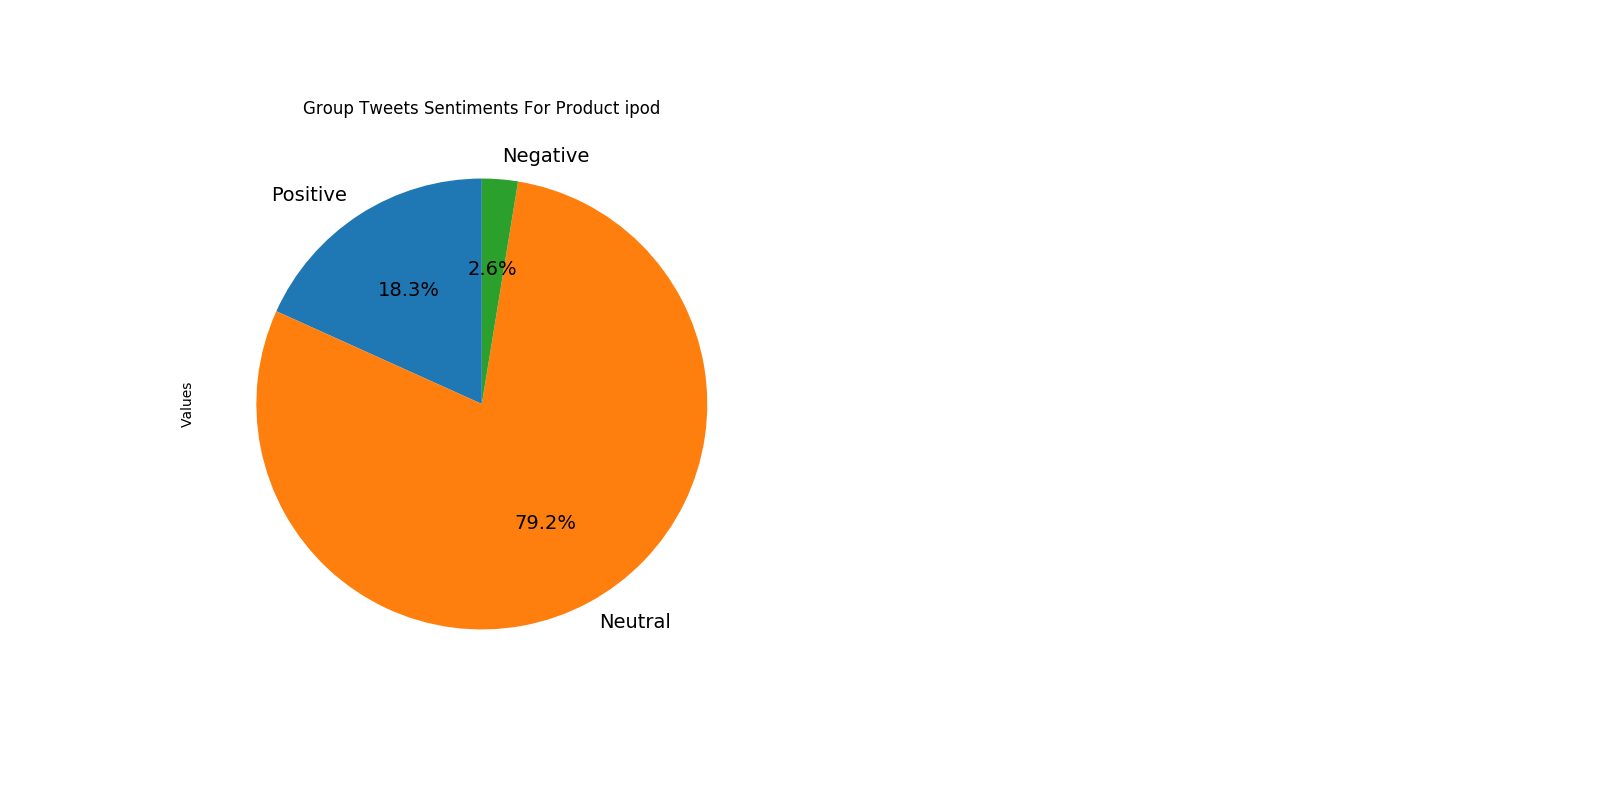 Group Tweets Sentiments For Product ipod
Negative
Positive
2.6%
18.3%
Values
79.2%
Neutral